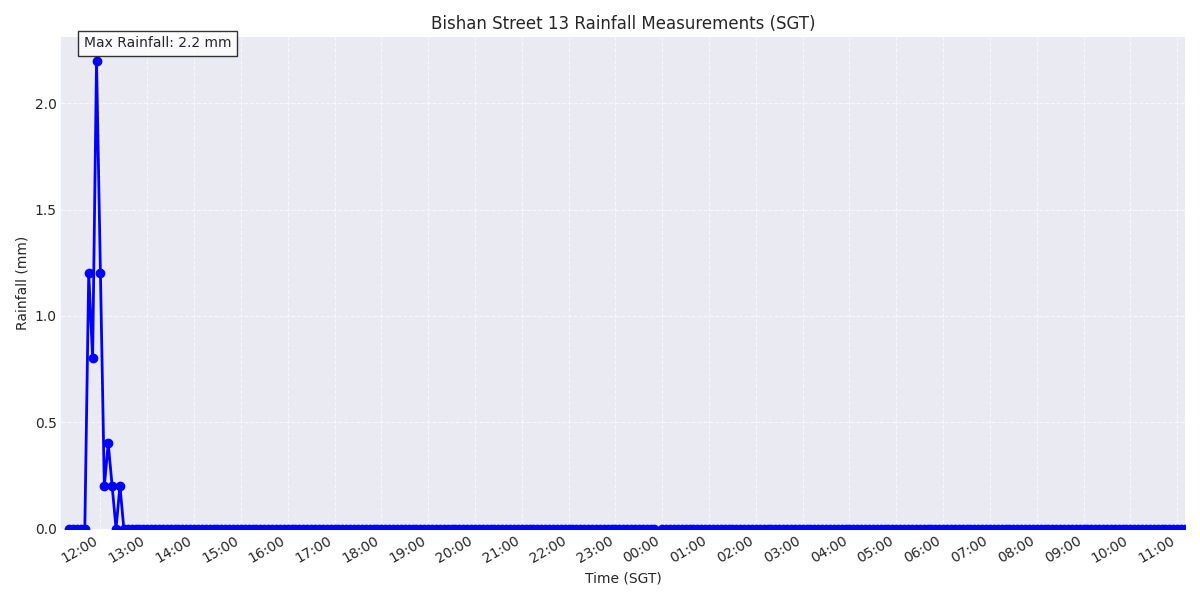 Bishan Street 13 Rainfall Measurements (SGT)
Max Rainfall: 2.2 mm
2.0
1.5
1.0
0.5
0.0
Rainfall (mm)
12:00 13:00 14:00 15:00 16:00 17:00 18:00 19:00 20:00 21:00 22:00 23:00 00:00 01:00 02:00 03:00 04:00 05:00 06:00 07:00 08:00 09:00 10:00 11:00
Time (SGT)